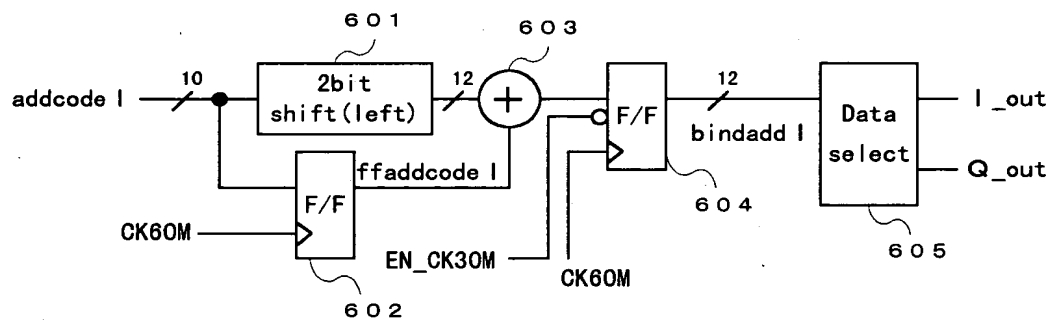 601
603
10
12
12
addcode I
2bit
shift(left)
+
F/F
bindadd I
Data
select
I_out
Q_out
ffaddcode I
F/F
604
CK60M
EN_CK30M
CK60M
605
602